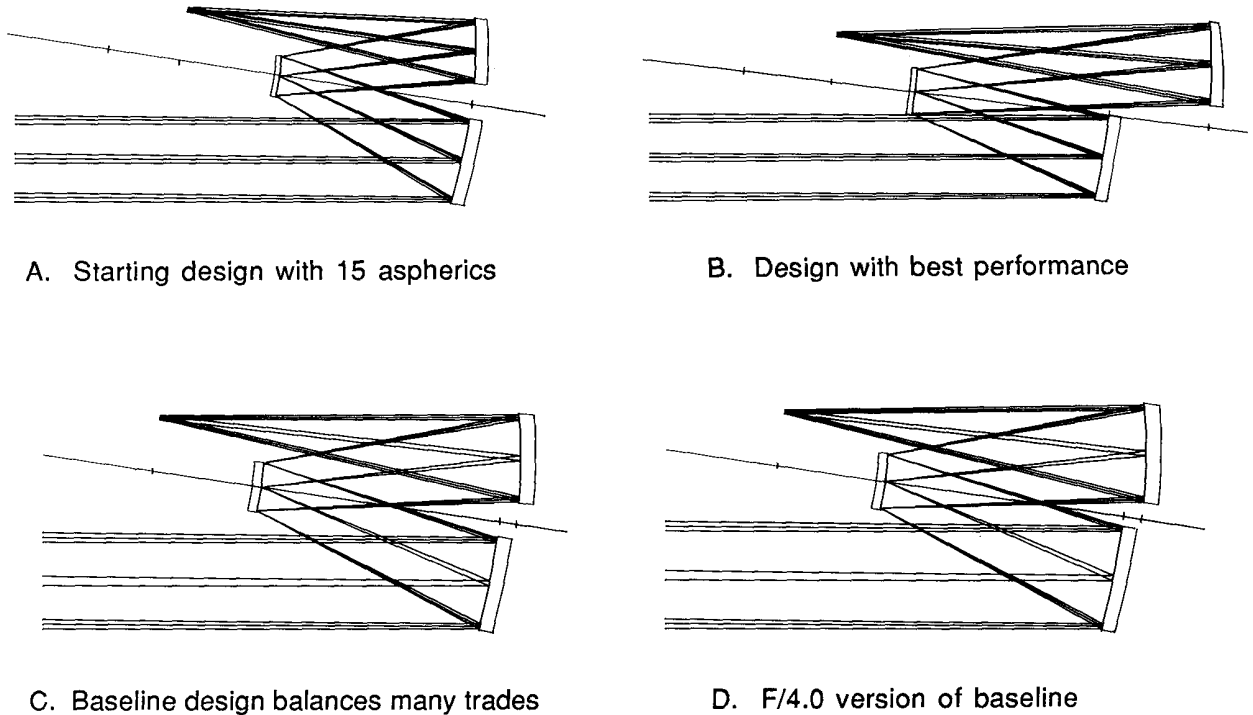 A. Starting design with 15 aspherics
B. Design with best performance
C. Baseline design balances many trades
D. F/4.0 version of baseline